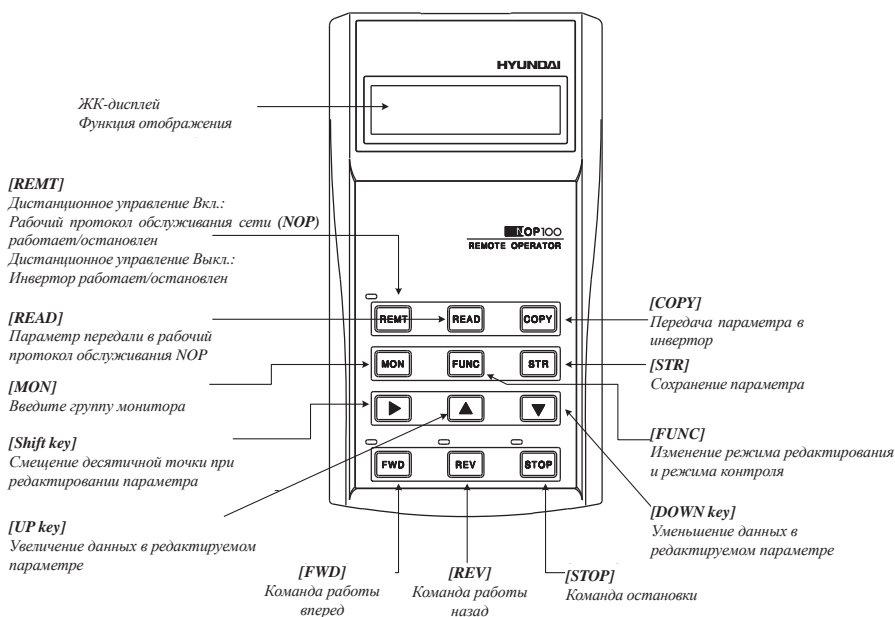 HYUNDAI
ЖК-дисплей
Функция отображения
[REMT]
Дистанционное управление Вкл.:
Рабочий протокол обслуживания сети (NOP)
работает/остановлен
Дистанционное управление Выкл.:
Инвертор работает/остановлен
OP100
REMOTE OPERATOR
[READ]
Параметр передали в рабочий
протокол обслуживания NOP
[MON]
Введите группу монитора
[Shift key]
Смещение десятичной точки при
редактировании параметра
[UP key]
Увеличение данных в редактируемом
параметре
REMT READ COPY
MON FUNC STR
FWD REV STOP
[COPY]
Передача параметра в
инвертор
[STR]
Сохранение параметра
[FUNC]
Изменение режима редактирования
и режима контроля
[DOWN key]
Уменьшение данных в
редактируемом параметре
[FWD]
Команда работы
вперед
[REV]
Команда работы
назад
[STOP]
Команда остановки